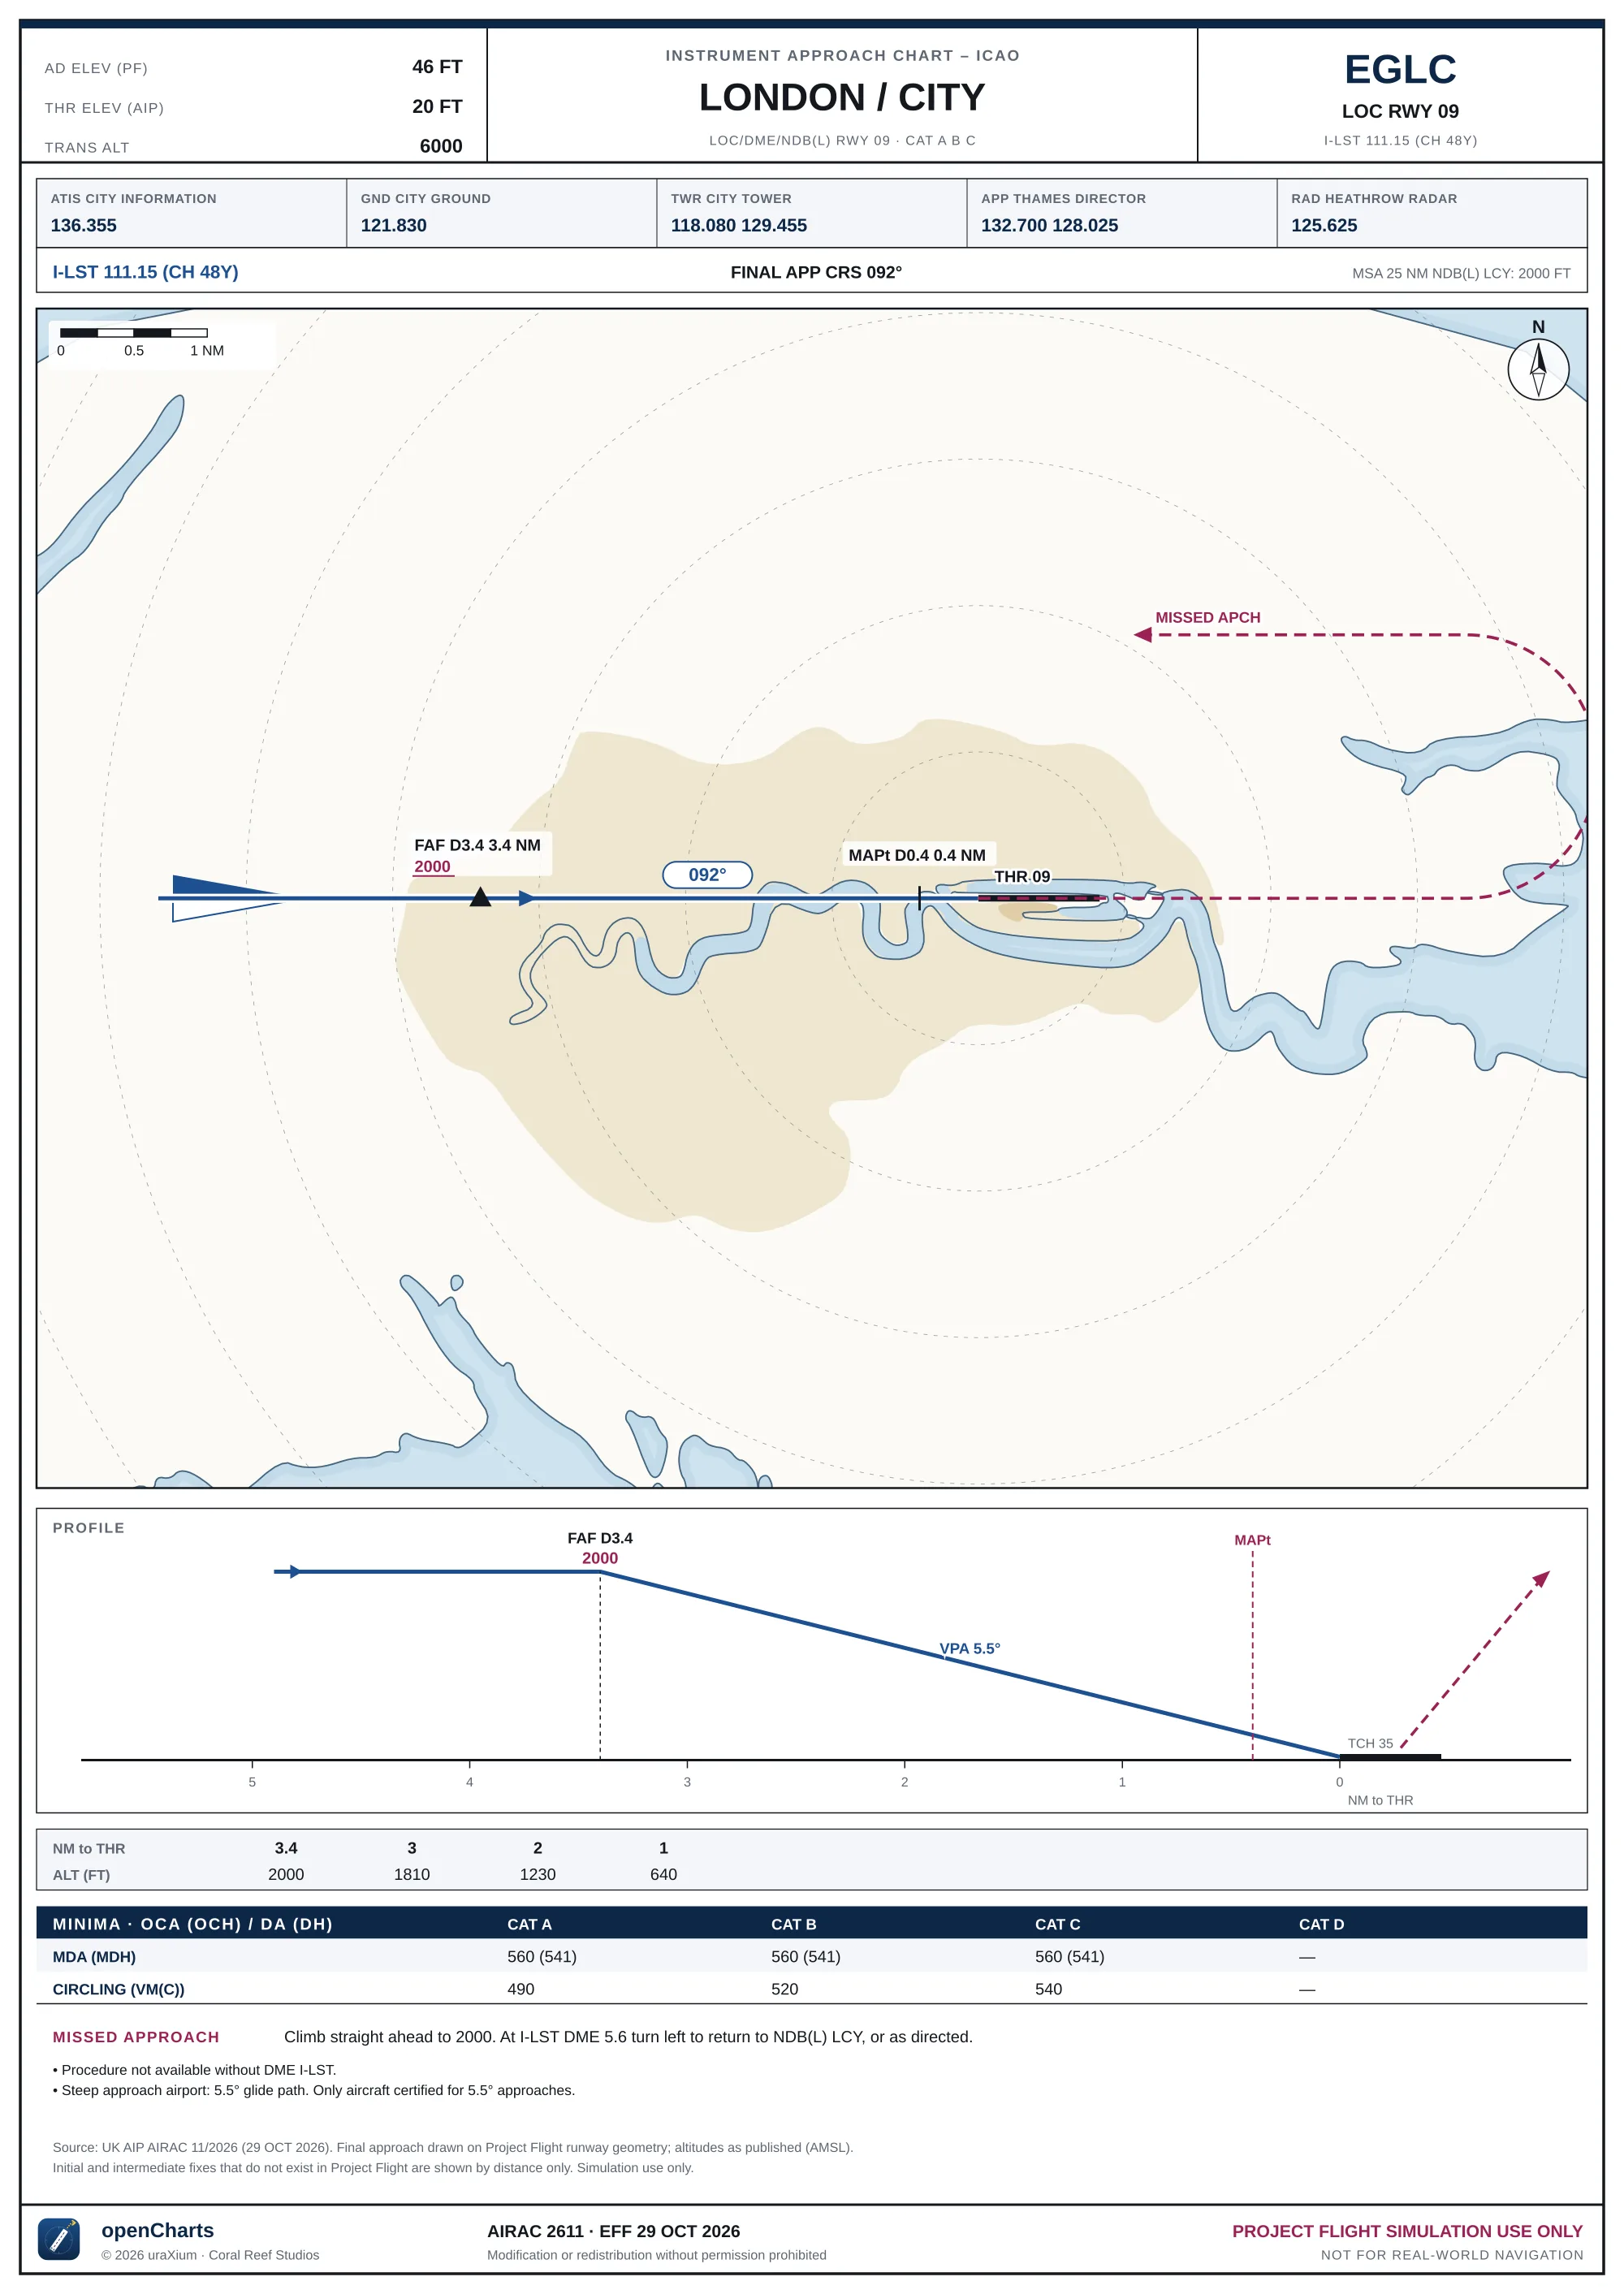 AD ELEV (PF) 46 FT
THR ELEV (AIP) 20 FT
TRANS ALT 6000
INSTRUMENT APPROACH CHART – ICAO
LONDON / CITY
LOC/DME/NDB(L) RWY 09 · CAT A B C
EGLC
LOC RWY 09
I-LST 111.15 (CH 48Y)
ATIS CITY INFORMATION
136.355
GND CITY GROUND
121.830
TWR CITY TOWER
118.080 129.455
APP THAMES DIRECTOR
132.700 128.025
RAD HEATHROW RADAR
125.625
I-LST 111.15 (CH 48Y) FINAL APP CRS 092° MSA 25 NM NDB(L) LCY: 2000 FT
0 0.5 1 NM
N
MISSED APCH
FAF D3.4 3.4 NM
2000
092°
MAPt D0.4 0.4 NM
THR 09
PROFILE
FAF D3.4
2000
MAPt
VPA 5.5°
TCH 35
5 4 3 2 1 0
NM to THR
NM to THR 3.4 3 2 1
ALT (FT) 2000 1810 1230 640
MINIMA · OCA (OCH) / DA (DH) CAT A CAT B CAT C CAT D
MDA (MDH) 560 (541) 560 (541) 560 (541) —
CIRCLING (VM(C)) 490 520 540 —
MISSED APPROACH Climb straight ahead to 2000. At I-LST DME 5.6 turn left to return to NDB(L) LCY, or as directed.
• Procedure not available without DME I-LST.
• Steep approach airport: 5.5° glide path. Only aircraft certified for 5.5° approaches.
Source: UK AIP AIRAC 11/2026 (29 OCT 2026). Final approach drawn on Project Flight runway geometry; altitudes as published (AMSL).
Initial and intermediate fixes that do not exist in Project Flight are shown by distance only. Simulation use only.
openCharts
© 2026 uraXium · Coral Reef Studios
AIRAC 2611 · EFF 29 OCT 2026
Modification or redistribution without permission prohibited
PROJECT FLIGHT SIMULATION USE ONLY
NOT FOR REAL-WORLD NAVIGATION